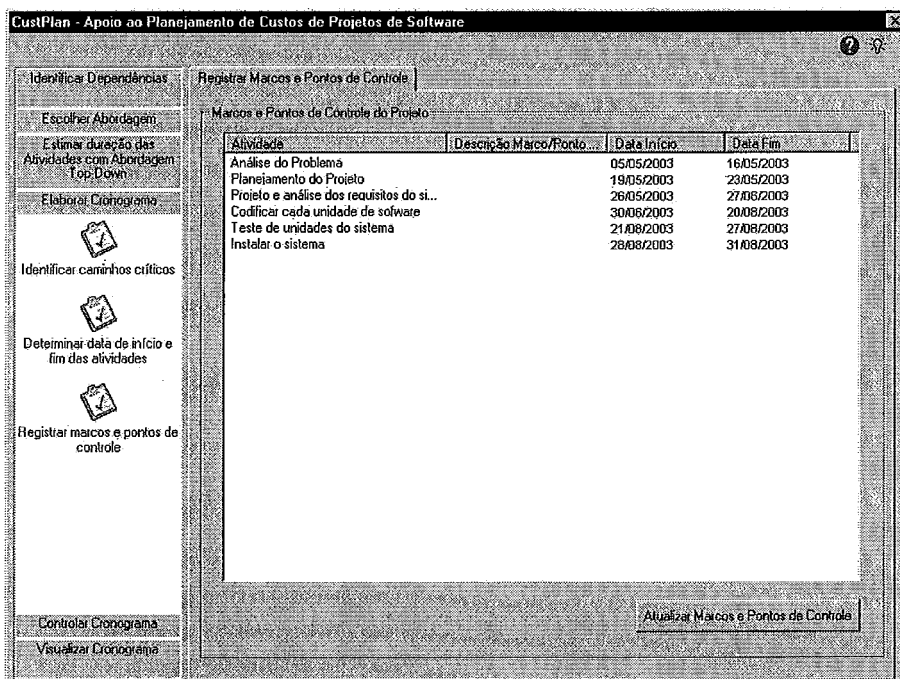 CustPlan - Apoio ao Planejamento de Custos de Projetos de Software
Identificar Dependências
Escolher Abordagem
Estimar duração das
Atividades com Abordagem
Top-Down
Elaborar Cronograma
Identificar caminhos críticos
Determinar data de início e
fim das atividades
Registrar marcos e pontos de
controle
Controlar Cronograma
Visualizar Cronograma
Registrar Marcos e Pontos de Controle
Marcos e Pontos de Controle do Projeto
Atividade Descrição Marco/Ponto... Data Início Data Fim
Análise do Problema 05/05/2003 16/05/2003
Planejamento do Projeto 19/05/2003 23/05/2003
Projeto e análise dos requisitos do si... 26/05/2003 27/06/2003
Codificar cada unidade de sofware 30/06/2003 20/08/2003
Teste de unidades do sistema 21/08/2003 27/08/2003
Instalar o sistema 28/08/2003 31/08/2003
Atualizar Marcos e Pontos de Controle